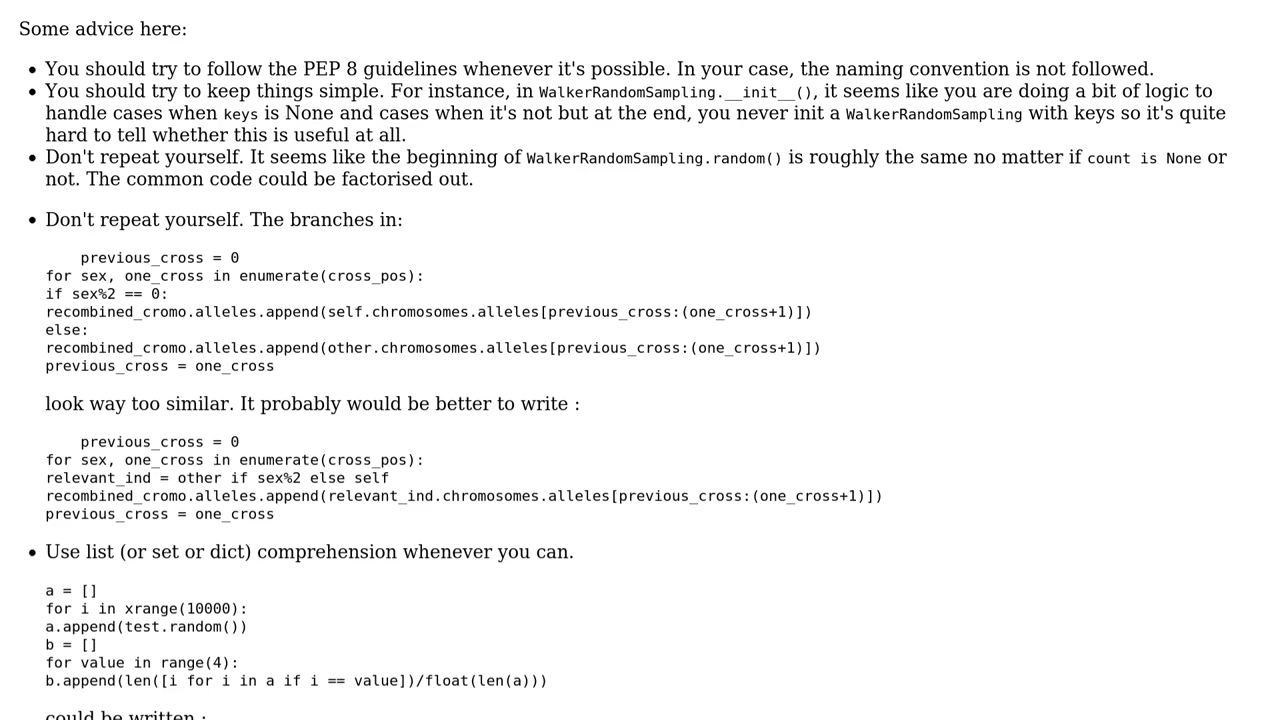 Some advice here:
You should try to follow the PEP 8 guidelines whenever it's possible. In your case, the naming convention is not followed.
You should try to keep things simple. For instance, in WalkerRandomSampling.__init__(), it seems like you are doing a bit of logic to
handle cases when keys is None and cases when it's not but at the end, you never init a WalkerRandomSampling with keys so it's quite
hard to tell whether this is useful at all.
Don't repeat yourself. It seems like the beginning of WalkerRandomSampling.random() is roughly the same no matter if count is None or
not. The common code could be factorised out.
Don't repeat yourself. The branches in:
    previous_cross = 0
for sex, one_cross in enumerate(cross_pos):
if sex%2 == 0:
recombined_cromo.alleles.append(self.chromosomes.alleles[previous_cross:(one_cross+1)])
else:
recombined_cromo.alleles.append(other.chromosomes.alleles[previous_cross:(one_cross+1)])
previous_cross = one_cross
look way too similar. It probably would be better to write :
    previous_cross = 0
for sex, one_cross in enumerate(cross_pos):
relevant_ind = other if sex%2 else self
recombined_cromo.alleles.append(relevant_ind.chromosomes.alleles[previous_cross:(one_cross+1)])
previous_cross = one_cross
Use list (or set or dict) comprehension whenever you can.
a = []
for i in xrange(10000):
a.append(test.random())
b = []
for value in range(4):
b.append(len([i for i in a if i == value])/float(len(a)))
could be written :